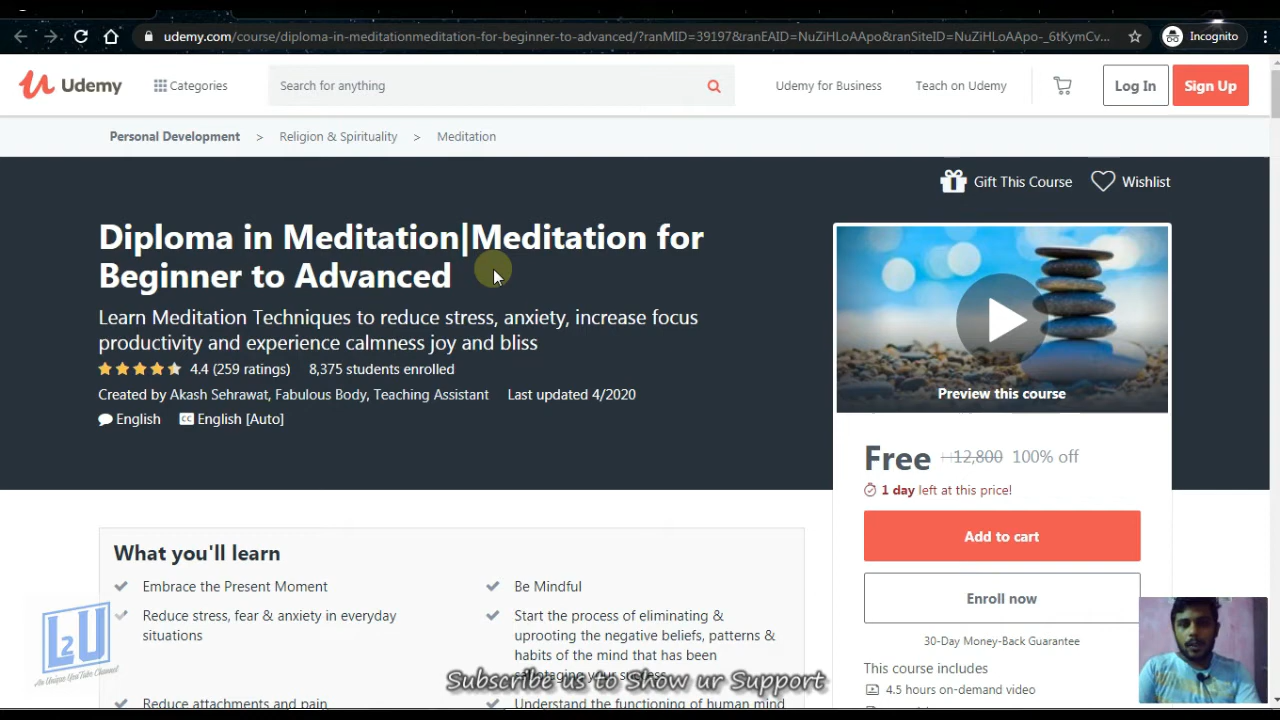 udemy.com/course/diploma-in-meditationmeditation-for-beginner-to-advanced/?ranMID=39197&ranEAID=NuZiHLoAApo&ranSiteID=NuZiHLoAApo-_6tKymCv...
Incognito
Udemy
Categories
Search for anything
Udemy for Business
Teach on Udemy
Log In
Sign Up
Personal Development > Religion & Spirituality > Meditation
Gift This Course
Wishlist
Diploma in Meditation|Meditation for
Beginner to Advanced
Learn Meditation Techniques to reduce stress, anxiety, increase focus
productivity and experience calmness joy and bliss
4.4 (259 ratings) 8,375 students enrolled
Created by Akash Sehrawat, Fabulous Body, Teaching Assistant Last updated 4/2020
English
CC English [Auto]
Preview this course
Free 12,800 100% off
1 day left at this price!
Add to cart
Enroll now
30-Day Money-Back Guarantee
This course includes
4.5 hours on-demand video
What you'll learn
Embrace the Present Moment
Reduce stress, fear & anxiety in everyday
situations
Reduce attachments and pain
Be Mindful
Start the process of eliminating &
uprooting the negative beliefs, patterns &
habits of the mind that has been
Understand the functioning of human mind
L2U
An Unique YouTube Channel
Subscribe us to Show ur Support